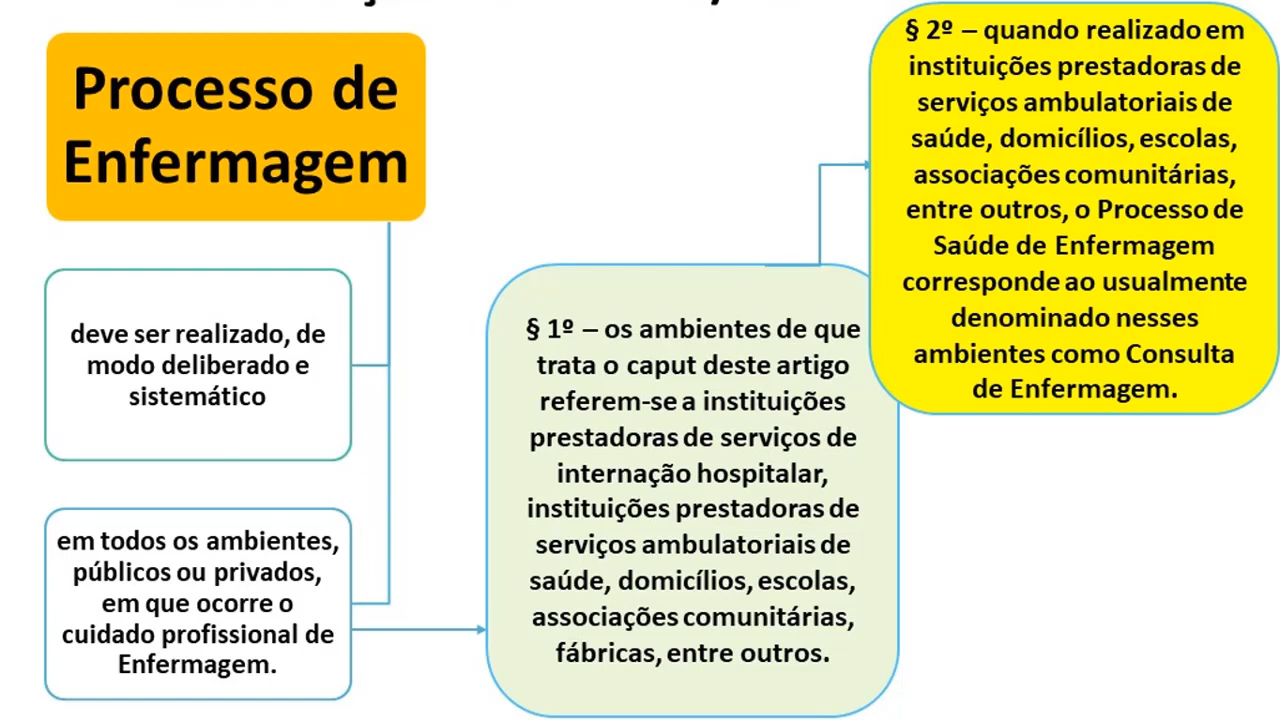 Processo de
Enfermagem
deve ser realizado, de
modo deliberado e
sistemático
em todos os ambientes,
públicos ou privados,
em que ocorre o
cuidado profissional de
Enfermagem.
§ 1º – os ambientes de que
trata o caput deste artigo
referem-se a instituições
prestadoras de serviços de
internação hospitalar,
instituições prestadoras de
serviços ambulatoriais de
saúde, domicílios, escolas,
associações comunitárias,
fábricas, entre outros.
§ 2º – quando realizado em
instituições prestadoras de
serviços ambulatoriais de
saúde, domicílios, escolas,
associações comunitárias,
entre outros, o Processo de
Saúde de Enfermagem
corresponde ao usualmente
denominado nesses
ambientes como Consulta
de Enfermagem.